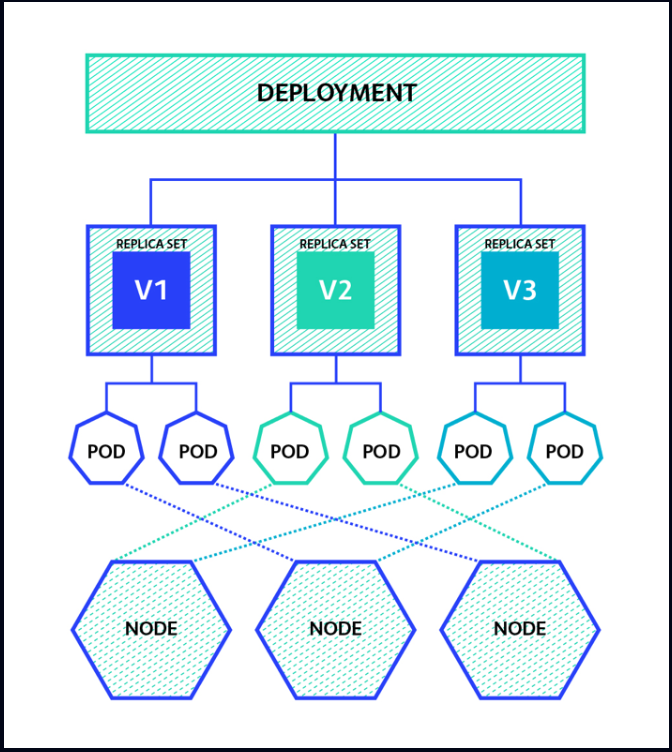 DEPLOYMENT
REPLICA SET
V1
REPLICA SET
V2
REPLICA SET
V3
POD
POD
POD
POD
POD
POD
NODE
NODE
NODE